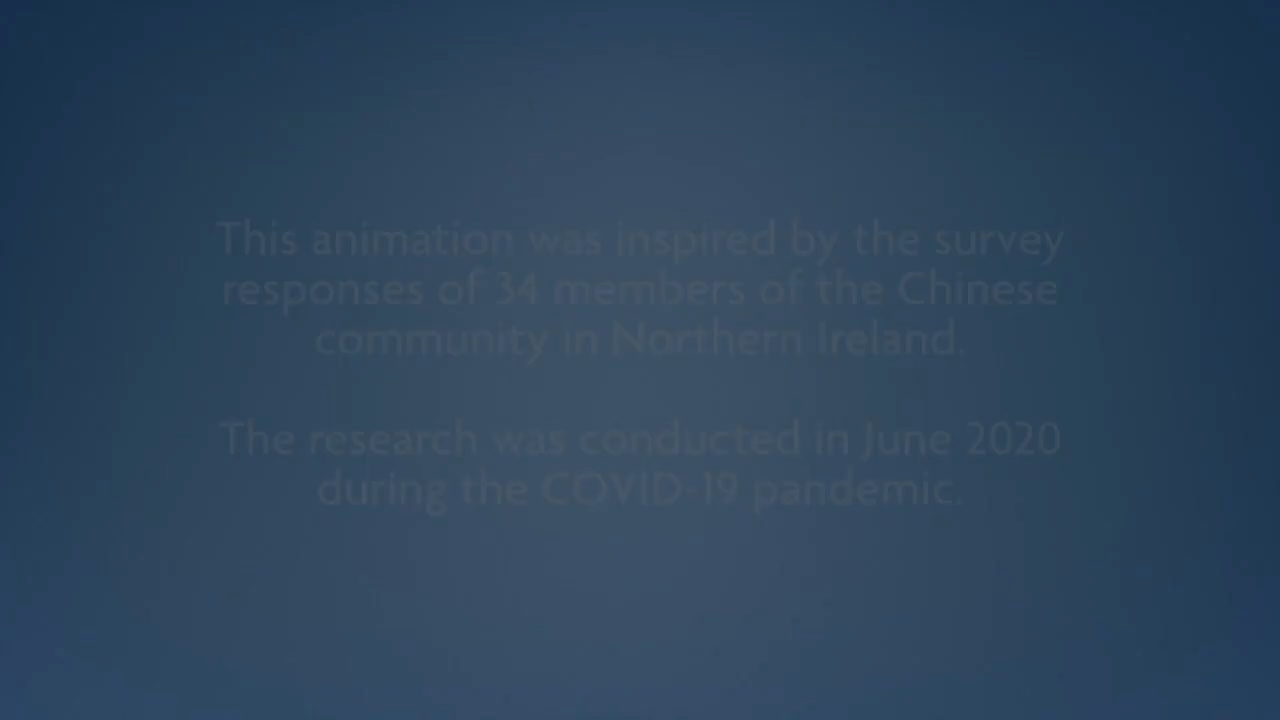 This animation was inspired by the survey
responses of 34 members of the Chinese
community in Northern Ireland.
The research was conducted in June 2020
during the COVID-19 pandemic.